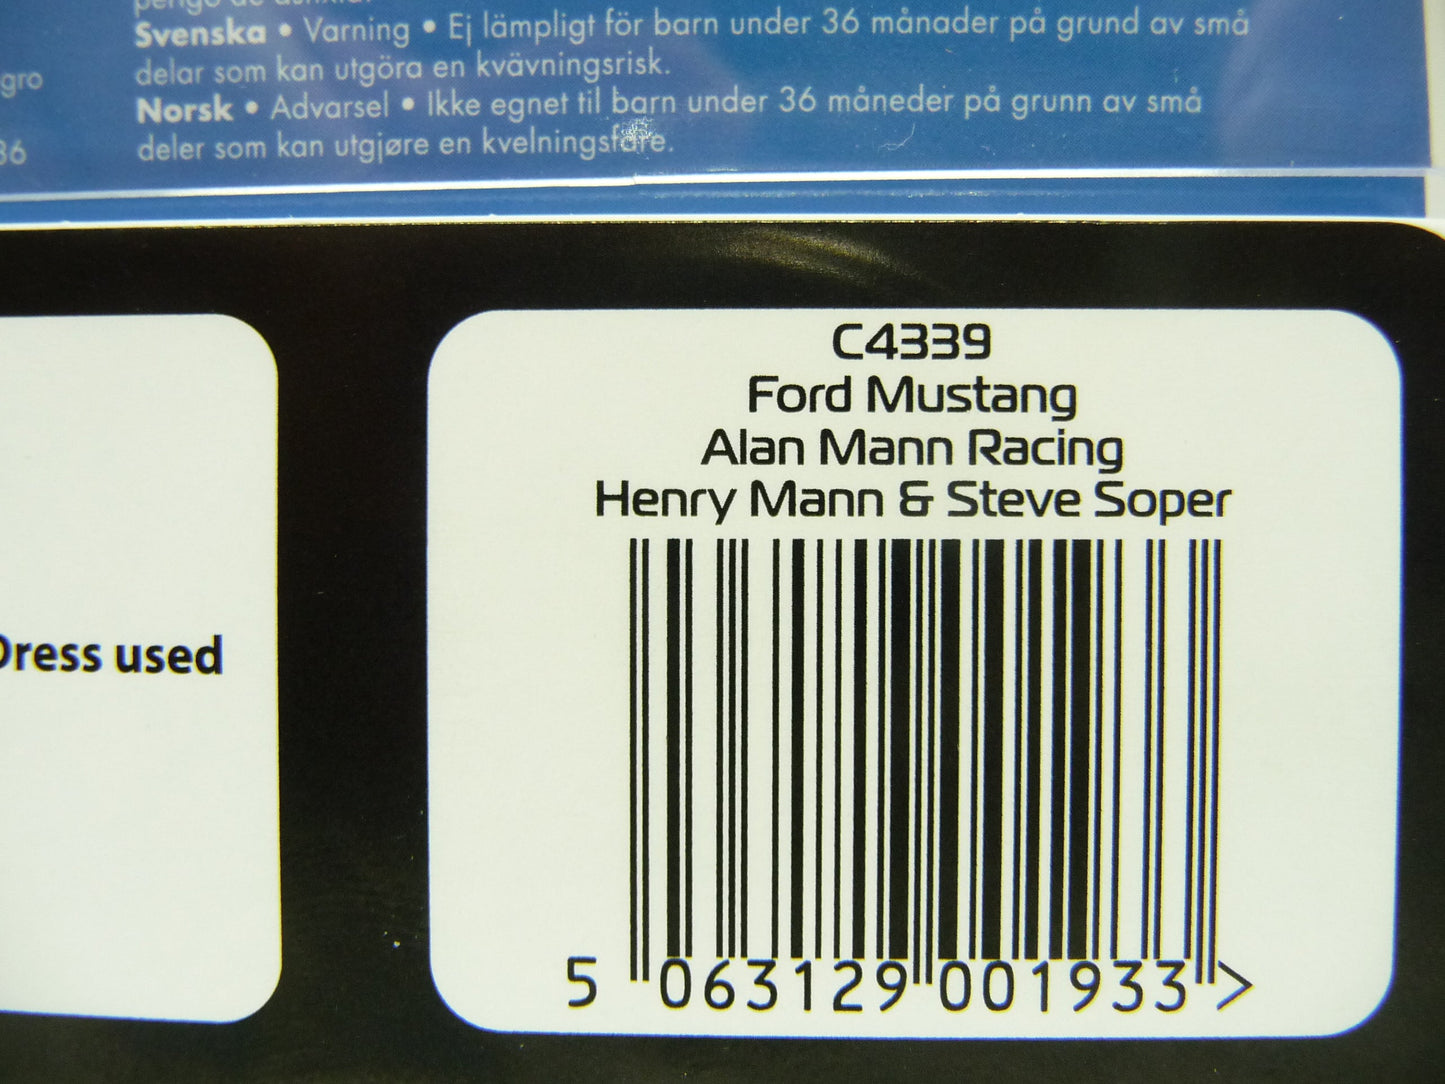 Svenska • Varning • Ej lämpligt för barn under 36 månader på grund av små
delar som kan utgöra en kvävningsrisk.
Norsk • Advarsel • Ikke egnet til barn under 36 måneder på grunn av små
deler som kan utgjøre en kvelningsfare.
gro
36
C4339
Ford Mustang
Alan Mann Racing
Henry Mann & Steve Soper
Dress used
5 063129 001933 >